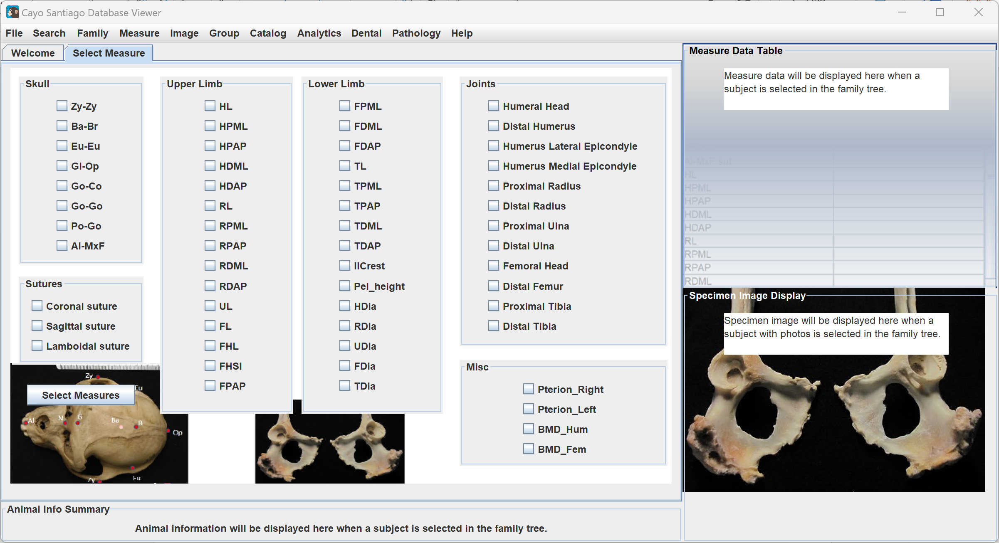 Cayo Santiago Database Viewer
File Search Family Measure Image Group Catalog Analytics Dental Pathology Help
Welcome
Select Measure
Skull
Zy-Zy
Ba-Br
Eu-Eu
Gl-Op
Go-Co
Go-Go
Po-Go
Al-MxF
Sutures
Coronal suture
Sagittal suture
Lamboidal suture
Select Measures
Zy
Eu
Al
N
G
Ba
B
Op
Upper Limb
HL
HPML
HPAP
HDML
HDAP
RL
RPML
RPAP
RDML
RDAP
UL
FL
FHL
FHSI
FPAP
Lower Limb
FPML
FDML
FDAP
TL
TPML
TPAP
TDML
TDAP
IlCrest
Pel_height
HDia
RDia
UDia
FDia
TDia
Joints
Humeral Head
Distal Humerus
Humerus Lateral Epicondyle
Humerus Medial Epicondyle
Proximal Radius
Distal Radius
Proximal Ulna
Distal Ulna
Femoral Head
Distal Femur
Proximal Tibia
Distal Tibia
Misc
Pterion_Right
Pterion_Left
BMD_Hum
BMD_Fem
Measure Data Table
Measure data will be displayed here when a
subject is selected in the family tree.
Al-MxF sut
HL
HPML
HPAP
HDML
HDAP
RL
RPML
RPAP
RDML
Specimen Image Display
Specimen image will be displayed here when a
subject with photos is selected in the family tree.
Animal Info Summary
Animal information will be displayed here when a subject is selected in the family tree.